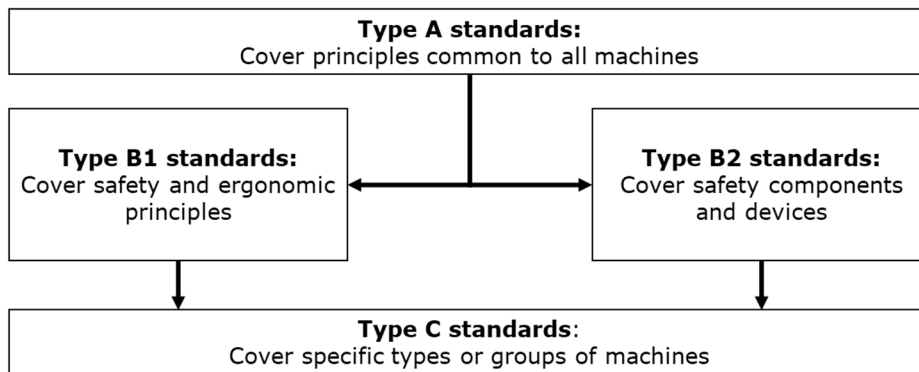 Type A standards:
Cover principles common to all machines
Type B1 standards:
Cover safety and ergonomic
principles
Type B2 standards:
Cover safety components
and devices
Type C standards:
Cover specific types or groups of machines